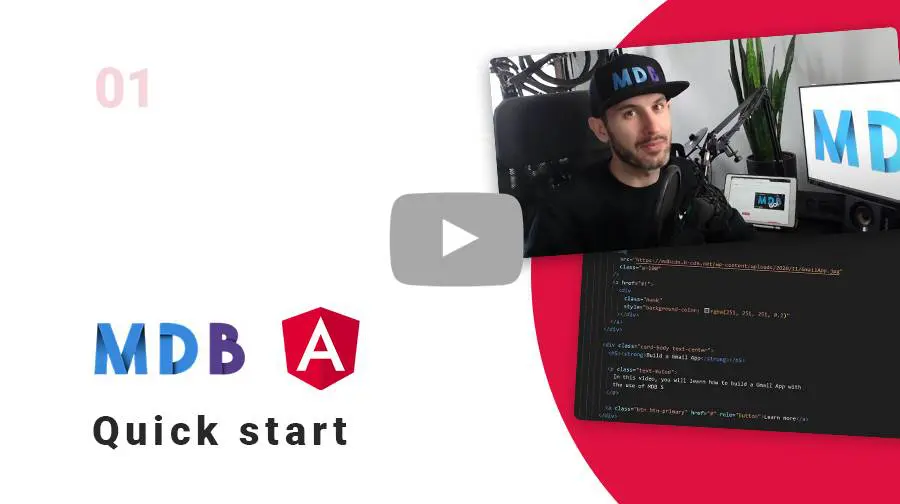 01
MDB
MDB
MD
MDB
src="https://mdbcdn.b-cdn.net/wp-content/uploads/2020/11/GmailApp.jpg"
class="w-100"
/>
<a href="#!">
<div
class="mask"
style="background-color: rgba(251, 251, 251, 0.2)"
></div>
</a>
</div>
<div class="card-body text-center">
<h5><strong>Build a Gmail App</strong></h5>
<p class="text-muted">
In this video, you will learn how to build a Gmail App with
the use of MDB 5
</p>
<a class="btn btn-primary" href="#" role="button">Learn more</a>
</div>
MDB A
Quick start